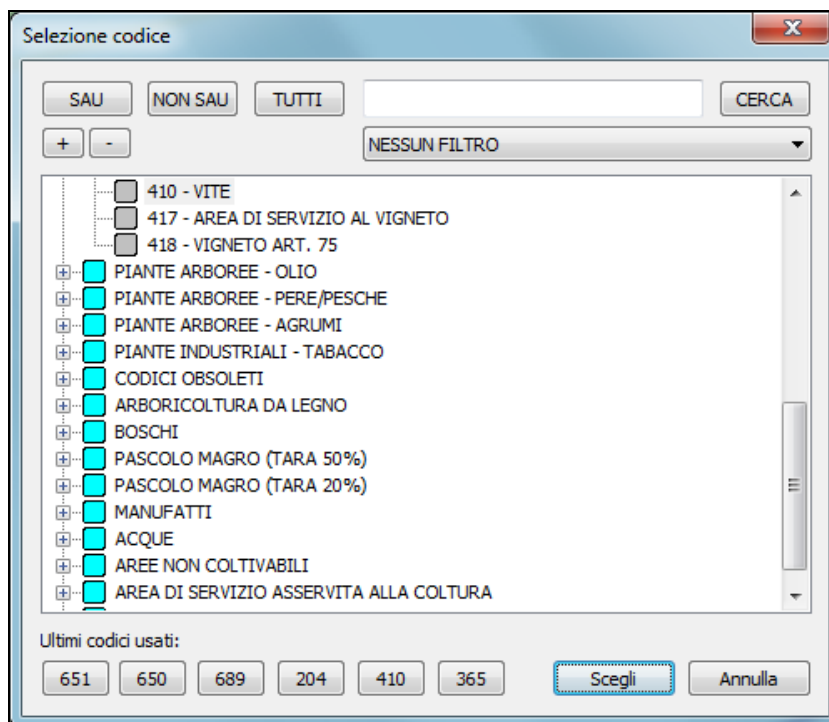 Selezione codice
SAU NON SAU TUTTI CERCA
+ - NESSUN FILTRO
410 - VITE
417 - AREA DI SERVIZIO AL VIGNETO
418 - VIGNETO ART. 75
PIANTE ARBOREE - OLIO
PIANTE ARBOREE - PERE/PESCHE
PIANTE ARBOREE - AGRUMI
PIANTE INDUSTRIALI - TABACCO
CODICI OBSOLETI
ARBORICOLTURA DA LEGNO
BOSCHI
PASCOLO MAGRO (TARA 50%)
PASCOLO MAGRO (TARA 20%)
MANUFATTI
ACQUE
AREE NON COLTIVABILI
AREA DI SERVIZIO ASSERVITA ALLA COLTURA
Ultimi codici usati:
651 650 689 204 410 365 Scegli Annulla